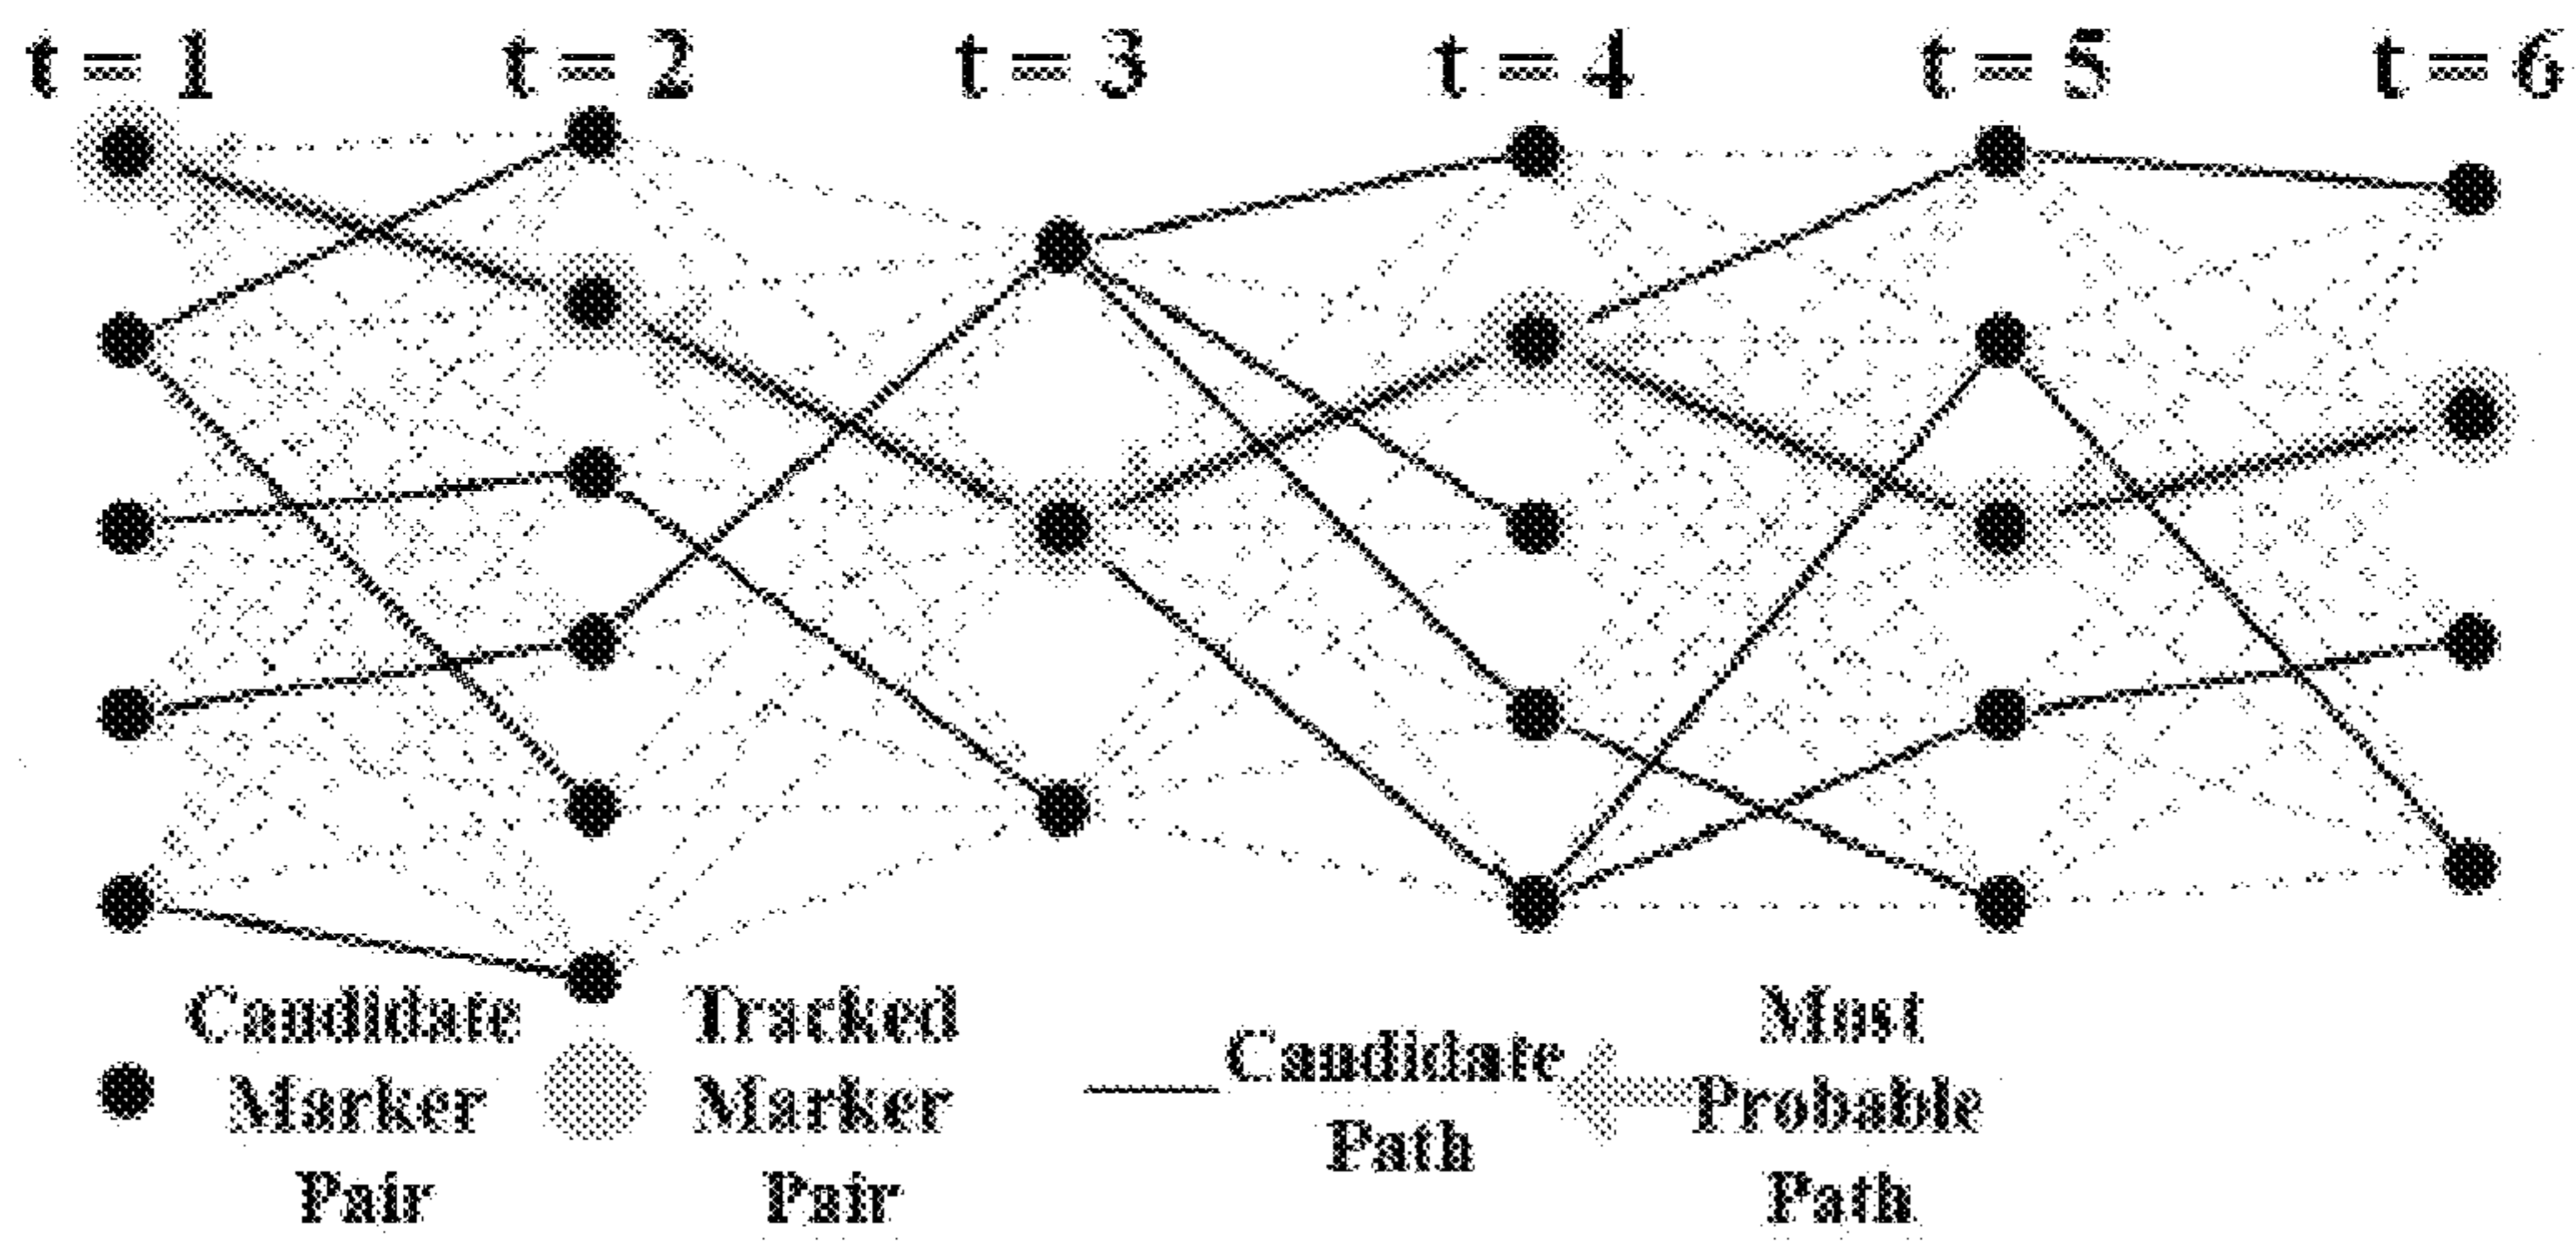 t = 1 t = 2 t = 3 t = 4 t = 5 t = 6
Candidate
Marker
Pair
Tracked
Marker
Pair
Candidate
Path
Most
Probable
Path